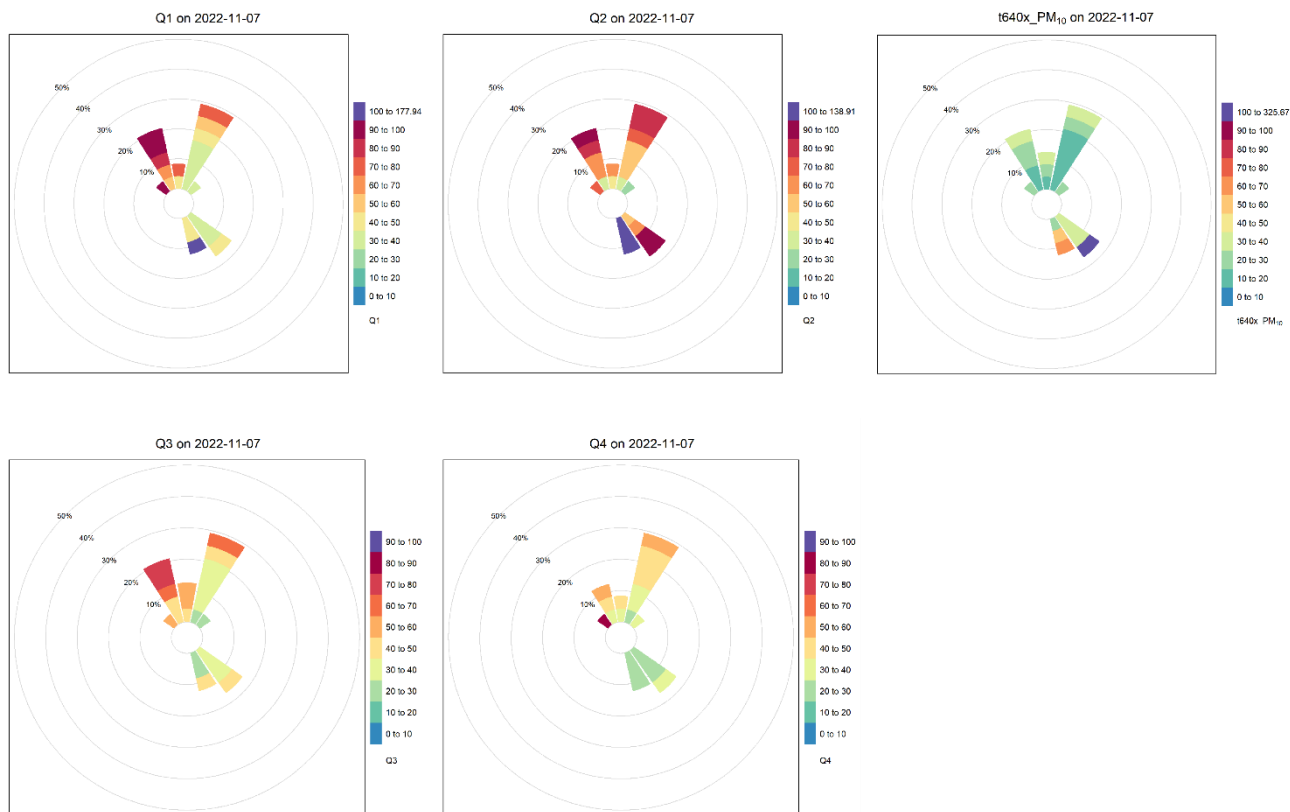 Q1 on 2022-11-07
50%
40%
30%
20%
10%
100 to 177.94
90 to 100
80 to 90
70 to 80
60 to 70
50 to 60
40 to 50
30 to 40
20 to 30
10 to 20
0 to 10
Q1
Q2 on 2022-11-07
50%
40%
30%
20%
10%
100 to 138.91
90 to 100
80 to 90
70 to 80
60 to 70
50 to 60
40 to 50
30 to 40
20 to 30
10 to 20
0 to 10
Q2
t640x_PM₁₀ on 2022-11-07
50%
40%
30%
20%
10%
100 to 325.67
90 to 100
80 to 90
70 to 80
60 to 70
50 to 60
40 to 50
30 to 40
20 to 30
10 to 20
0 to 10
t640x_PM₁₀
Q3 on 2022-11-07
50%
40%
30%
20%
10%
90 to 100
80 to 90
70 to 80
60 to 70
50 to 60
40 to 50
30 to 40
20 to 30
10 to 20
0 to 10
Q3
Q4 on 2022-11-07
50%
40%
30%
20%
10%
90 to 100
80 to 90
70 to 80
60 to 70
50 to 60
40 to 50
30 to 40
20 to 30
10 to 20
0 to 10
Q4